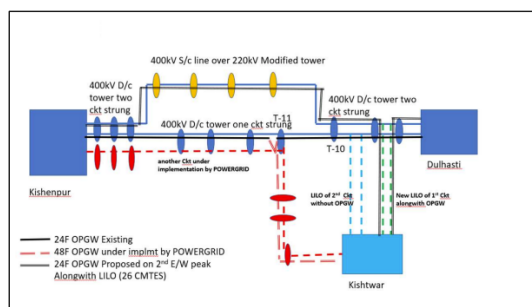 400kV S/c line over 220kV Modified tower
400kV D/c
tower two
ckt strung
400kV D/c tower two
ckt strung
400kV D/c tower one ckt strung
T-11
T-10
Kishenpur
Dulhasti
another Ckt under
implementation by POWERGRID
LILO of 2nd Ckt
without OPGW
New LILO of 1st Ckt
alongwith OPGW
Kishtwar
24F OPGW Existing
48F OPGW under implmt by POWERGRID
24F OPGW Proposed on 2nd E/W peak
Alongwith LILO (26 CMTES)